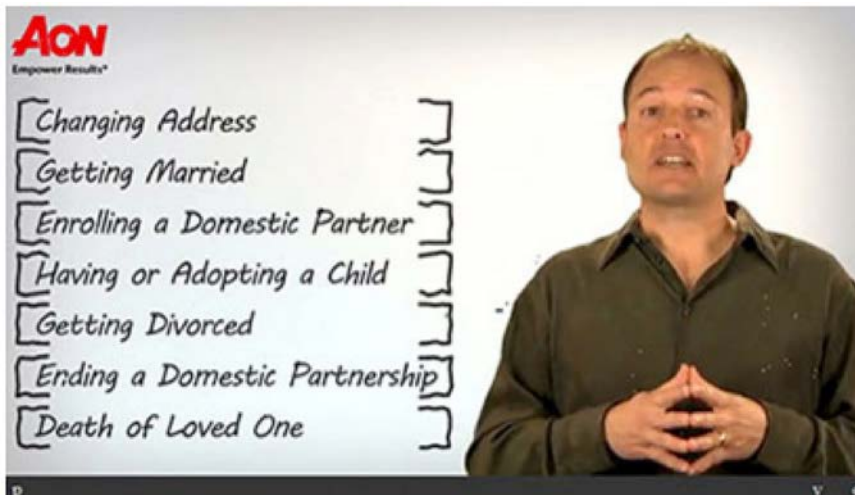 AON
Empower Results®
Changing Address
Getting Married
Enrolling a Domestic Partner
Having or Adopting a Child
Getting Divorced
Ending a Domestic Partnership
Death of Loved One